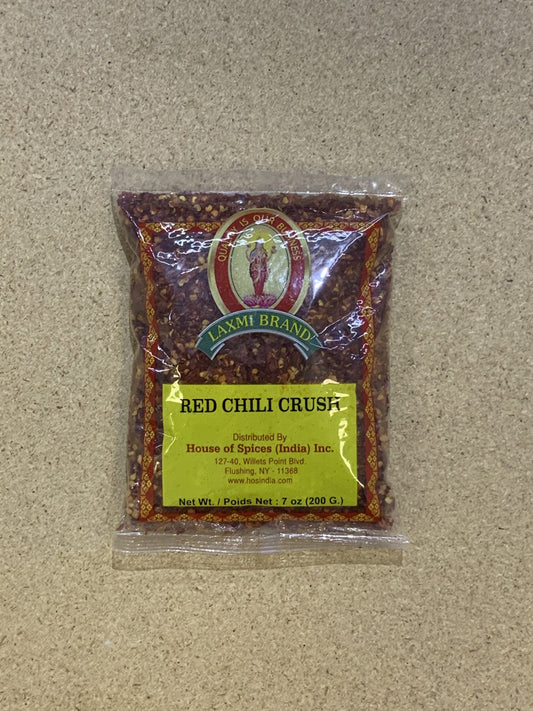 QUALITY IS OUR BUSINESS
LAXMI BRAND
RED CHILI CRUSH
Distributed By
House of Spices (India) Inc.
127-40, Willets Point Blvd.
Flushing, NY - 11368
www.hosindia.com
Net Wt. / Poids Net : 7 oz (200 G.)